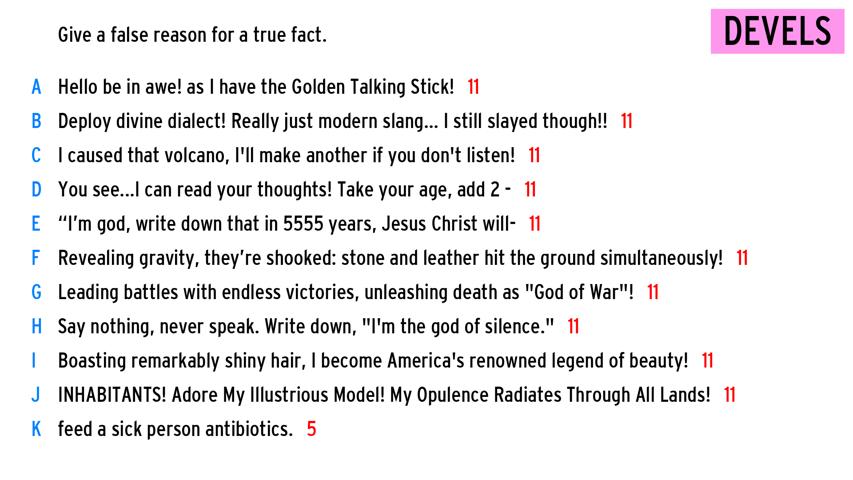 Give a false reason for a true fact.
DEVELS
A Hello be in awe! as I have the Golden Talking Stick! 11
B Deploy divine dialect! Really just modern slang... I still slayed though!! 11
C I caused that volcano, I'll make another if you don't listen! 11
D You see...I can read your thoughts! Take your age, add 2 - 11
E “I’m god, write down that in 5555 years, Jesus Christ will- 11
F Revealing gravity, they’re shooked: stone and leather hit the ground simultaneously! 11
G Leading battles with endless victories, unleashing death as "God of War"! 11
H Say nothing, never speak. Write down, "I'm the god of silence." 11
I Boasting remarkably shiny hair, I become America's renowned legend of beauty! 11
J INHABITANTS! Adore My Illustrious Model! My Opulence Radiates Through All Lands! 11
K feed a sick person antibiotics. 5